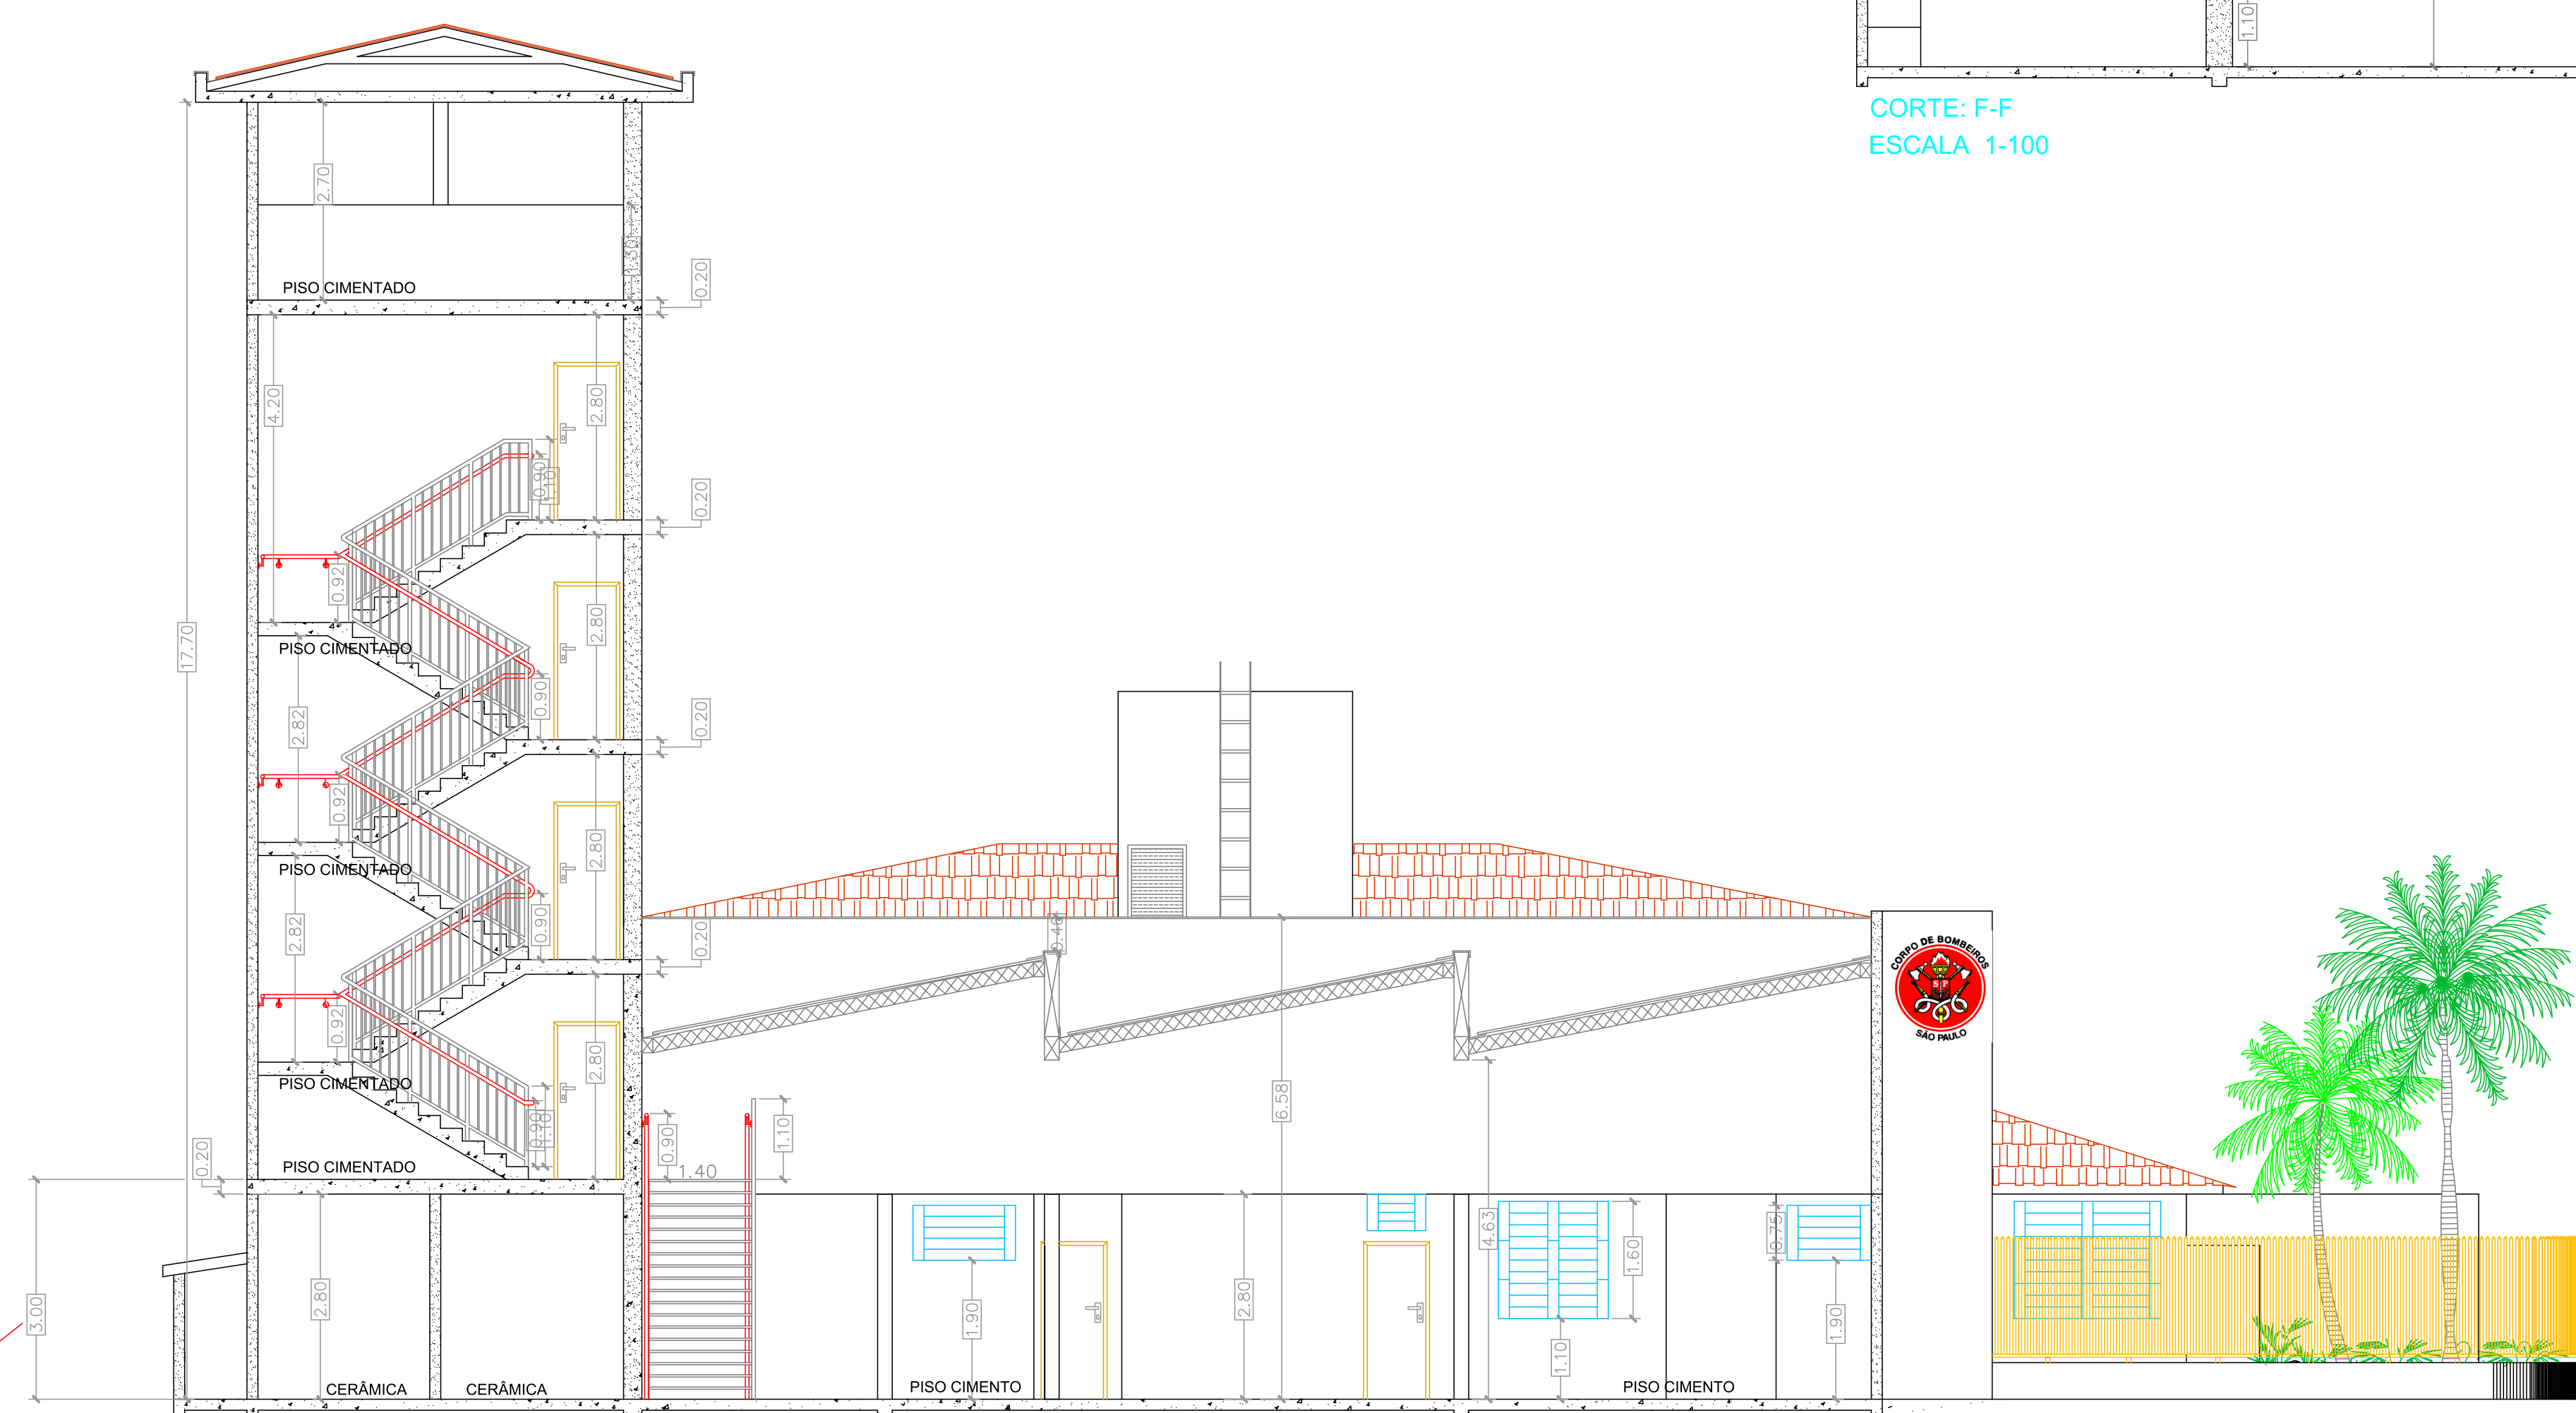 1.10
CORTE: F-F
ESCALA 1-100
2.70
1.30
PISO CIMENTADO
0.20
4.20
2.80
0.90
1.10
0.20
0.92
2.80
17.70
PISO CIMENTADO
0.90
0.20
2.82
0.92
2.80
PISO CIMENTADO
0.90
0.20
0.40
2.82
CORPO DE BOMBEIROS
S P
SÃO PAULO
0.92
2.80
PISO CIMENTADO
6.58
0.90
1.10
0.90
1.10
0.20
PISO CIMENTADO
1.40
4.63
0.75
1.60
3.00
2.80
1.90
2.80
1.10
1.90
CERÂMICA
CERÂMICA
PISO CIMENTO
PISO CIMENTO